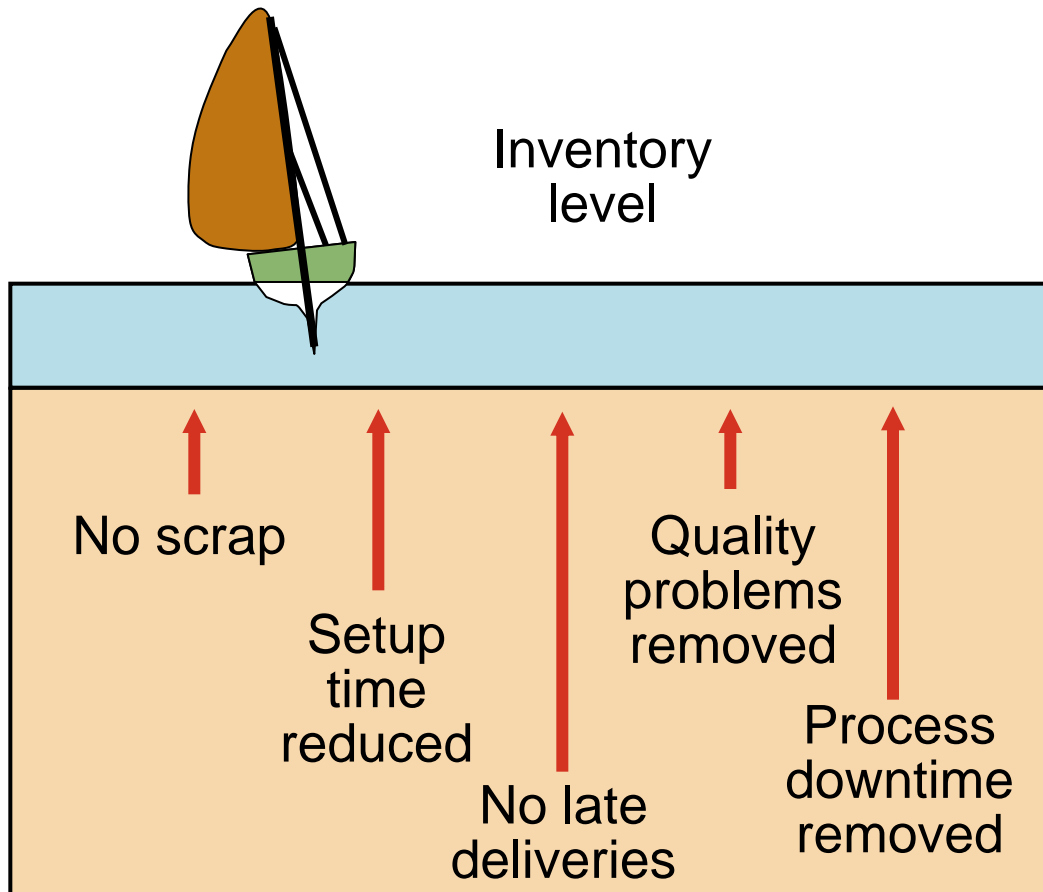 Inventory
level
No scrap
Setup
time
reduced
No late
deliveries
Quality
problems
removed
Process
downtime
removed